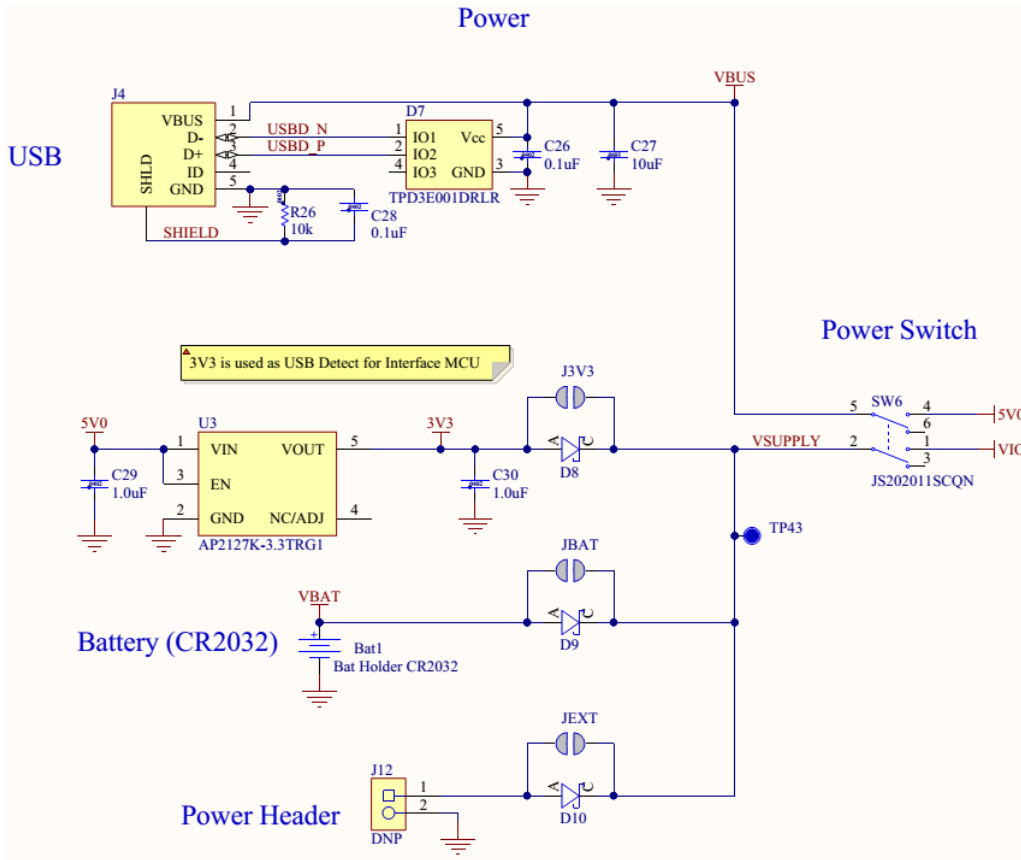 Power
VBUS
J4
D7
USB
VBUS 1
D- 2 USBD_N 1 IO1 Vcc 5
D+ 3 USBD_P 2 IO2
ID 4 4 IO3 GND 3
GND 5
SHLD
TPD3E001DRLR
C26
0.1uF
C27
10uF
R26
10k
C28
0.1uF
SHIELD
Power Switch
3V3 is used as USB Detect for Interface MCU
J3V3
SW6
5 4 5V0
6
VSUPPLY 2 1
3
JS202011SCQN
5V0
U3
3V3
1 VIN VOUT 5
3 EN
2 GND NC/ADJ 4
AP2127K-3.3TRG1
C29
1.0uF
C30
1.0uF
A C
D8
TP43
JBAT
VBAT
A C
D9
Battery (CR2032)
+
Bat1
Bat Holder CR2032
JEXT
J12
1
2
A C
D10
Power Header
DNP